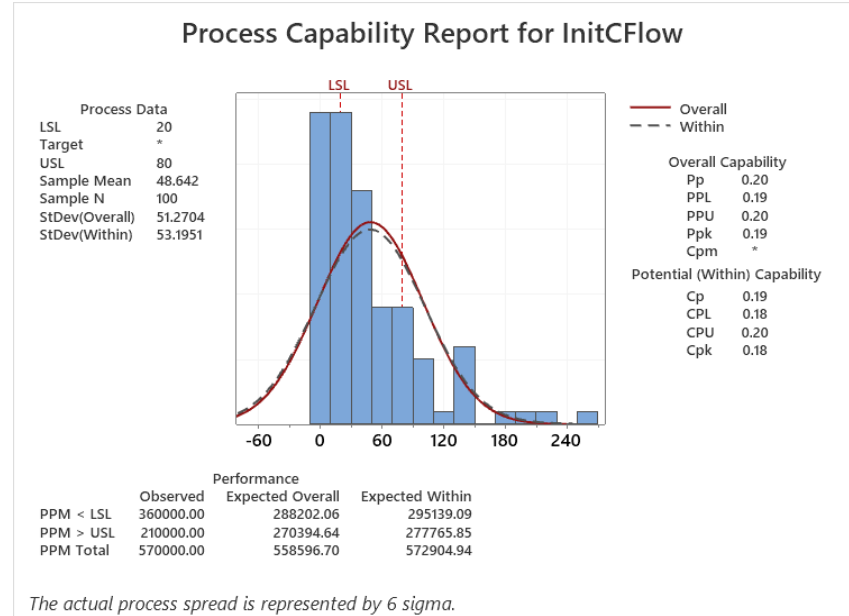 Process Capability Report for InitCFlow
LSL USL
Process Data
LSL 20
Target *
USL 80
Sample Mean 48.642
Sample N 100
StDev(Overall) 51.2704
StDev(Within) 53.1951
Overall
Within
Overall Capability
Pp 0.20
PPL 0.19
PPU 0.20
Ppk 0.19
Cpm *
Potential (Within) Capability
Cp 0.19
CPL 0.18
CPU 0.20
Cpk 0.18
-60 0 60 120 180 240
Performance
Observed Expected Overall Expected Within
PPM < LSL 360000.00 288202.06 295139.09
PPM > USL 210000.00 270394.64 277765.85
PPM Total 570000.00 558596.70 572904.94
The actual process spread is represented by 6 sigma.